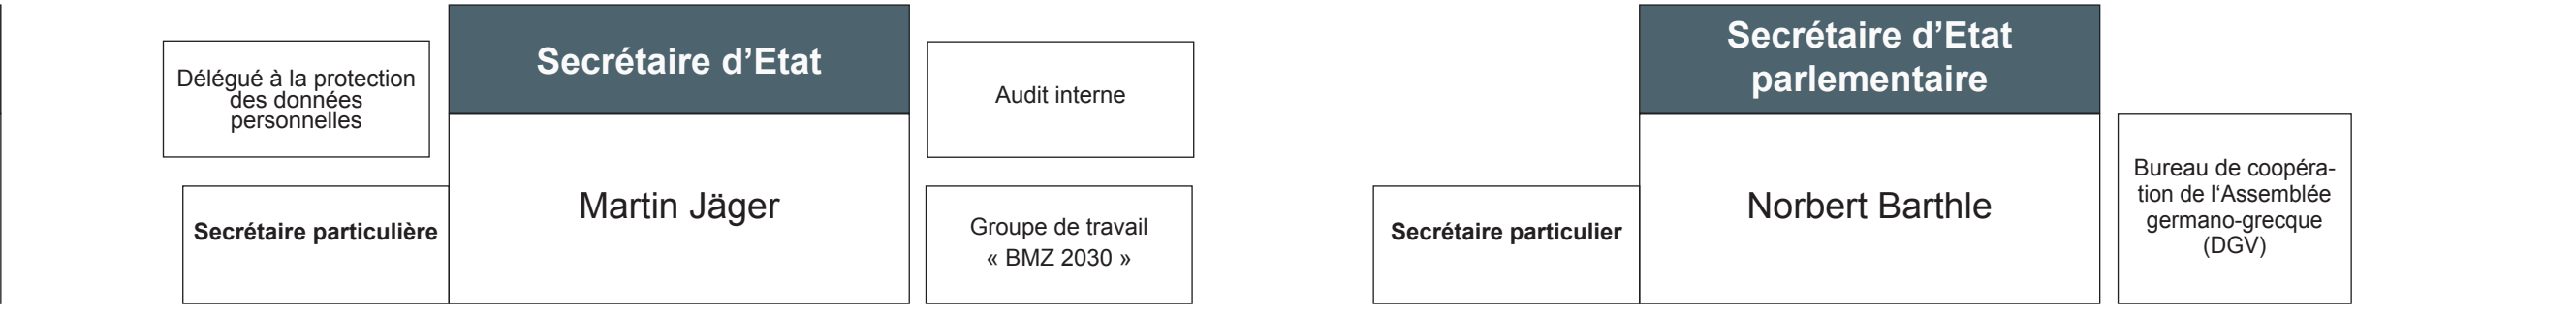 Délégué à la protection
des données
personnelles
Secrétaire particulière
Secrétaire d’Etat
Martin Jäger
Audit interne
Groupe de travail
« BMZ 2030 »
Secrétaire particulier
Secrétaire d’Etat
parlementaire
Norbert Barthle
Bureau de coopéra-
tion de l‘Assemblée
germano-grecque
(DGV)